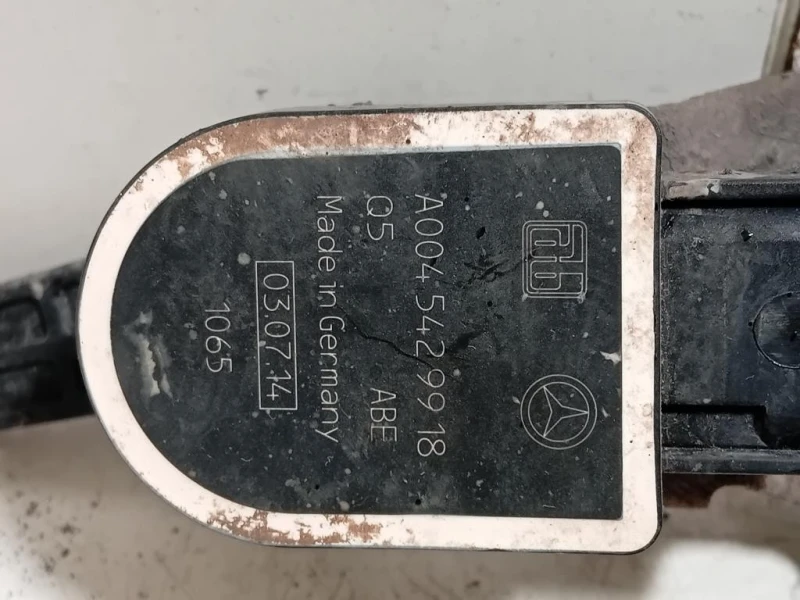 A004 542 99 18
Q5 ABE
Made in Germany
03.07.14
1065